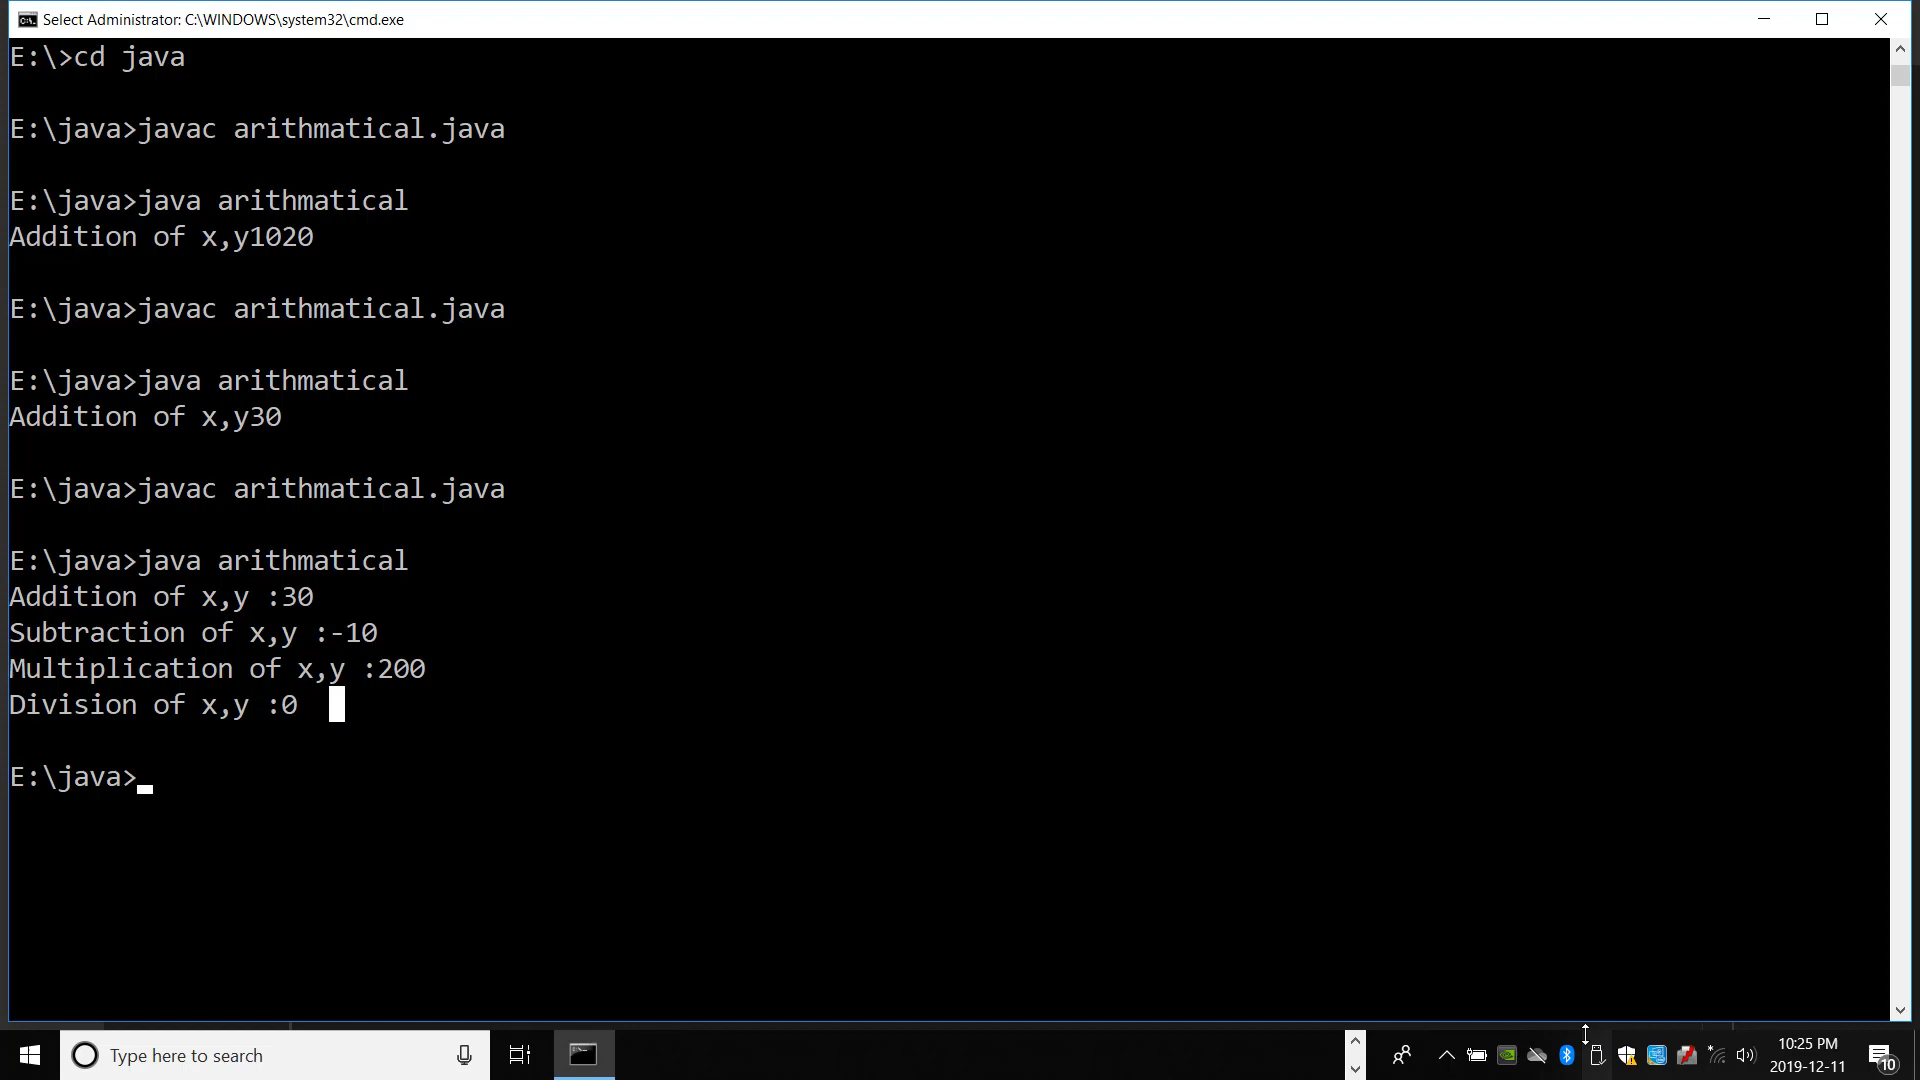 Select Administrator: C:\WINDOWS\system32\cmd.exe
E:\>cd java
E:\java>javac arithmatical.java
E:\java>java arithmatical
Addition of x,y1020
E:\java>javac arithmatical.java
E:\java>java arithmatical
Addition of x,y30
E:\java>javac arithmatical.java
E:\java>java arithmatical
Addition of x,y :30
Subtraction of x,y :-10
Multiplication of x,y :200
Division of x,y :0
E:\java>
Type here to search
10:25 PM
2019-12-11
10